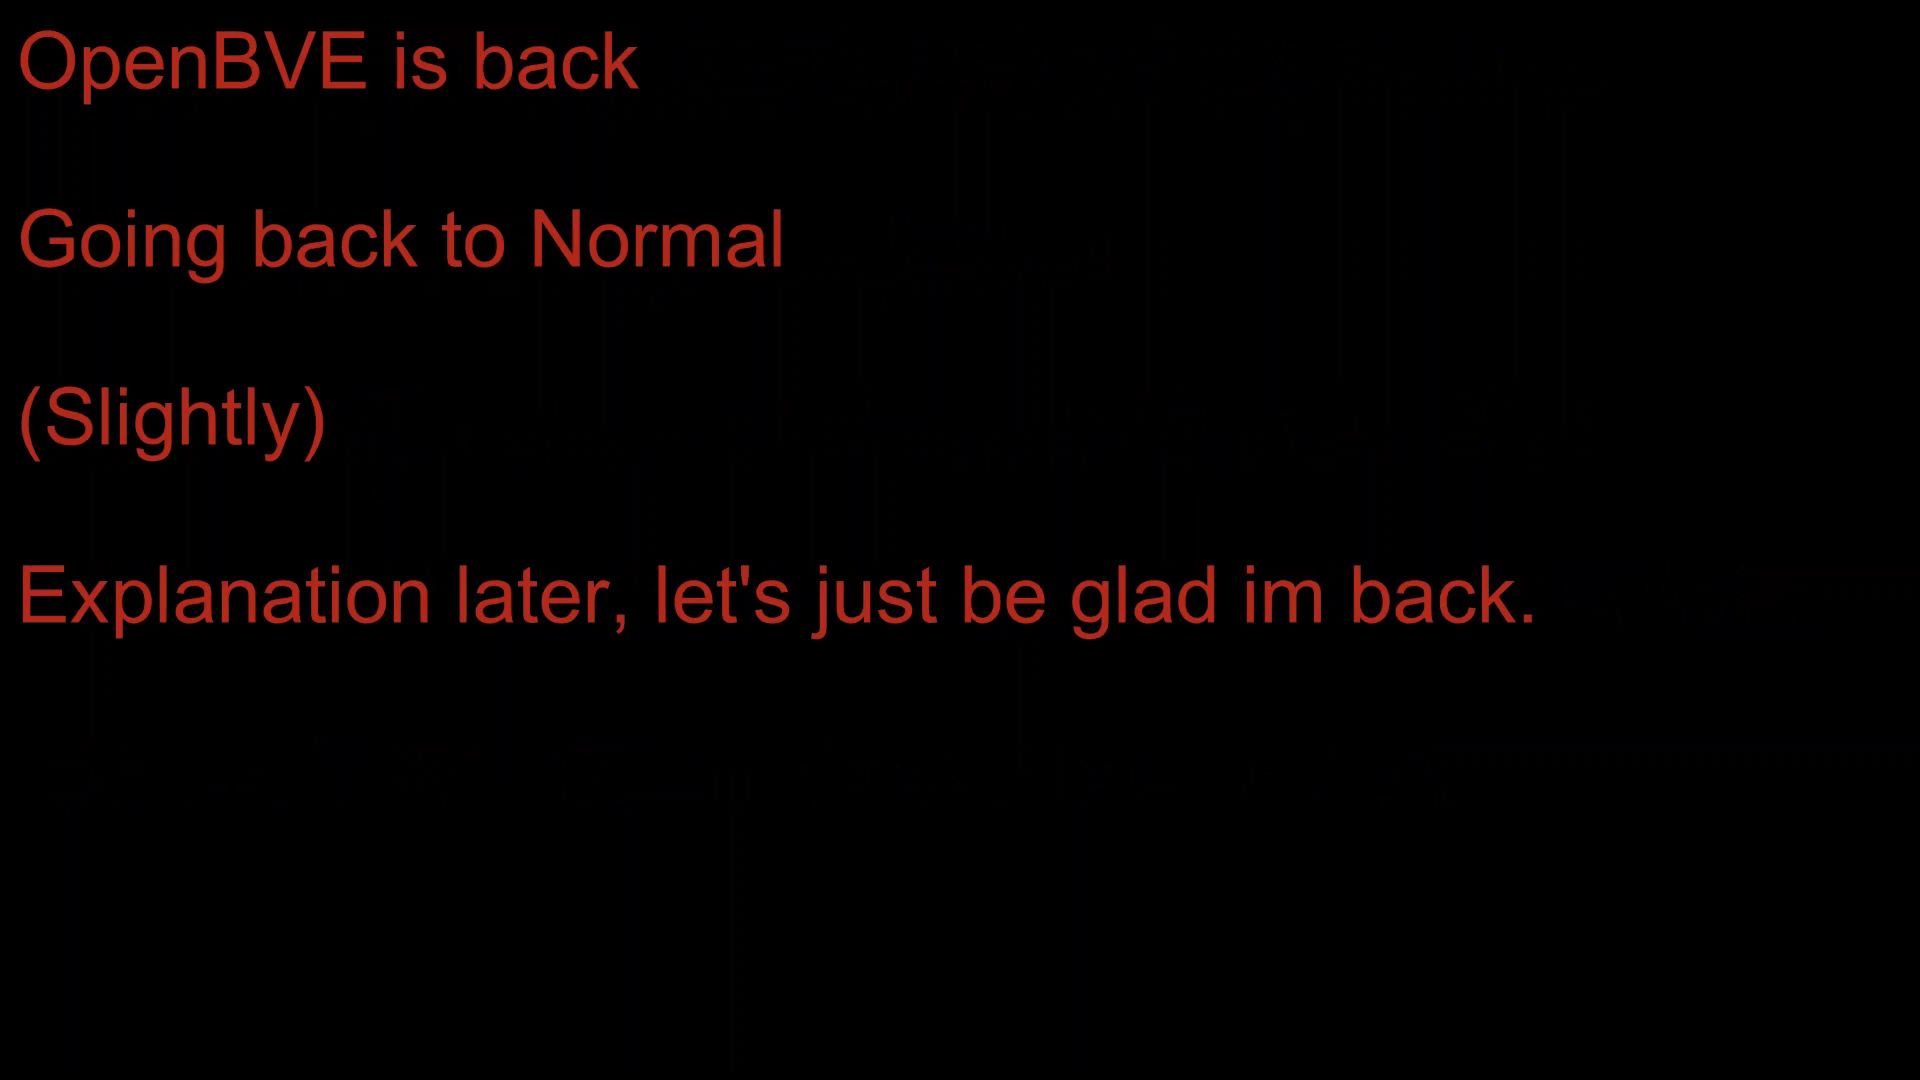 OpenBVE is back
Going back to Normal
(Slightly)
Explanation later, let's just be glad im back.